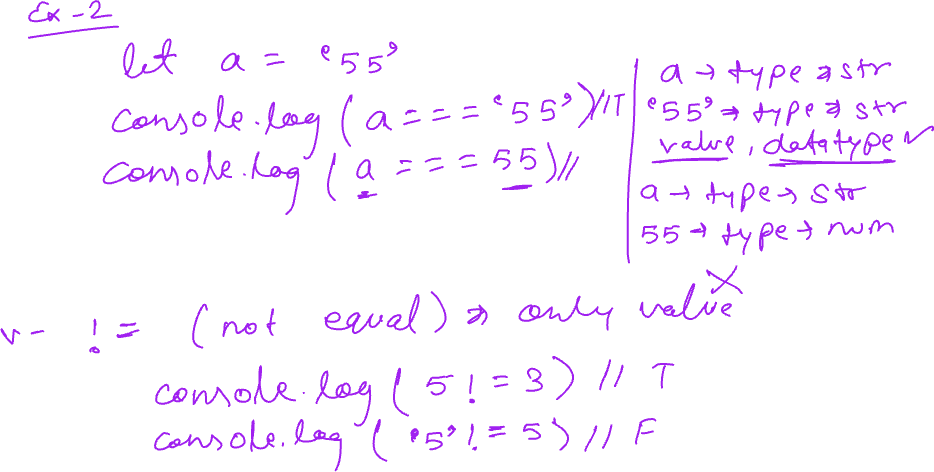 Ex-2
let a = '55'
console.log(a==='55')//T
console.log(a===55)//
a → type → str
'55' → type → str
value, datatype ✓
a → type → str
55 → type → num
v- != (not equal) → only value
console.log(5!=3) // T
console.log('5'!=5) // F